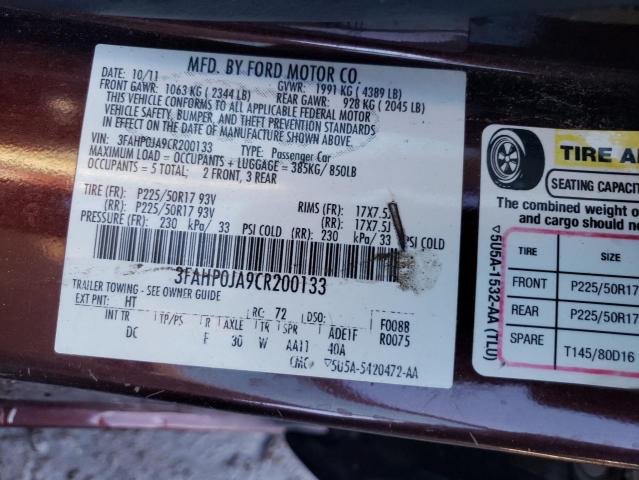 MFD. BY FORD MOTOR CO.
DATE: 10/11 GVWR: 1991 KG ( 4389 LB)
FRONT GAWR: 1063 KG ( 2344 LB) REAR GAWR: 928 KG ( 2045 LB)
THIS VEHICLE CONFORMS TO ALL APPLICABLE FEDERAL MOTOR
VEHICLE SAFETY, BUMPER, AND THEFT PREVENTION STANDARDS
IN EFFECT ON THE DATE OF MANUFACTURE SHOWN ABOVE.
VIN: 3FAHP0JA9CR200133 TYPE: Passenger Car
MAXIMUM LOAD = OCCUPANTS + LUGGAGE = 385KG/ 850LB
OCCUPANTS = 5 TOTAL: 2 FRONT, 3 REAR
TIRE (FR): P225/50R17 93V RIMS (FR): 17X7.5J
(RR): P225/50R17 93V (RR): 17X7.5J
PRESSURE (FR): 230 kPa/ 33 PSI COLD (RR): 230 kPa/ 33 PSI COLD
3FAHP0JA9CR200133
TRAILER TOWING - SEE OWNER GUIDE
EXT PNT: HT RC: 72 DSO: F0088
INT TR TP/PS R AXLE TR SPR ADE1F R0075
DC F 30 W AA11 40A
CMC ▽5U5A-5420472-AA
▽5U5A-1532-AA (TLU)
TIRE
SEATING CAPACI
The combined weight o
and cargo should ne
TIRE SIZE
FRONT P225/50R17
REAR P225/50R17
SPARE T145/80D16